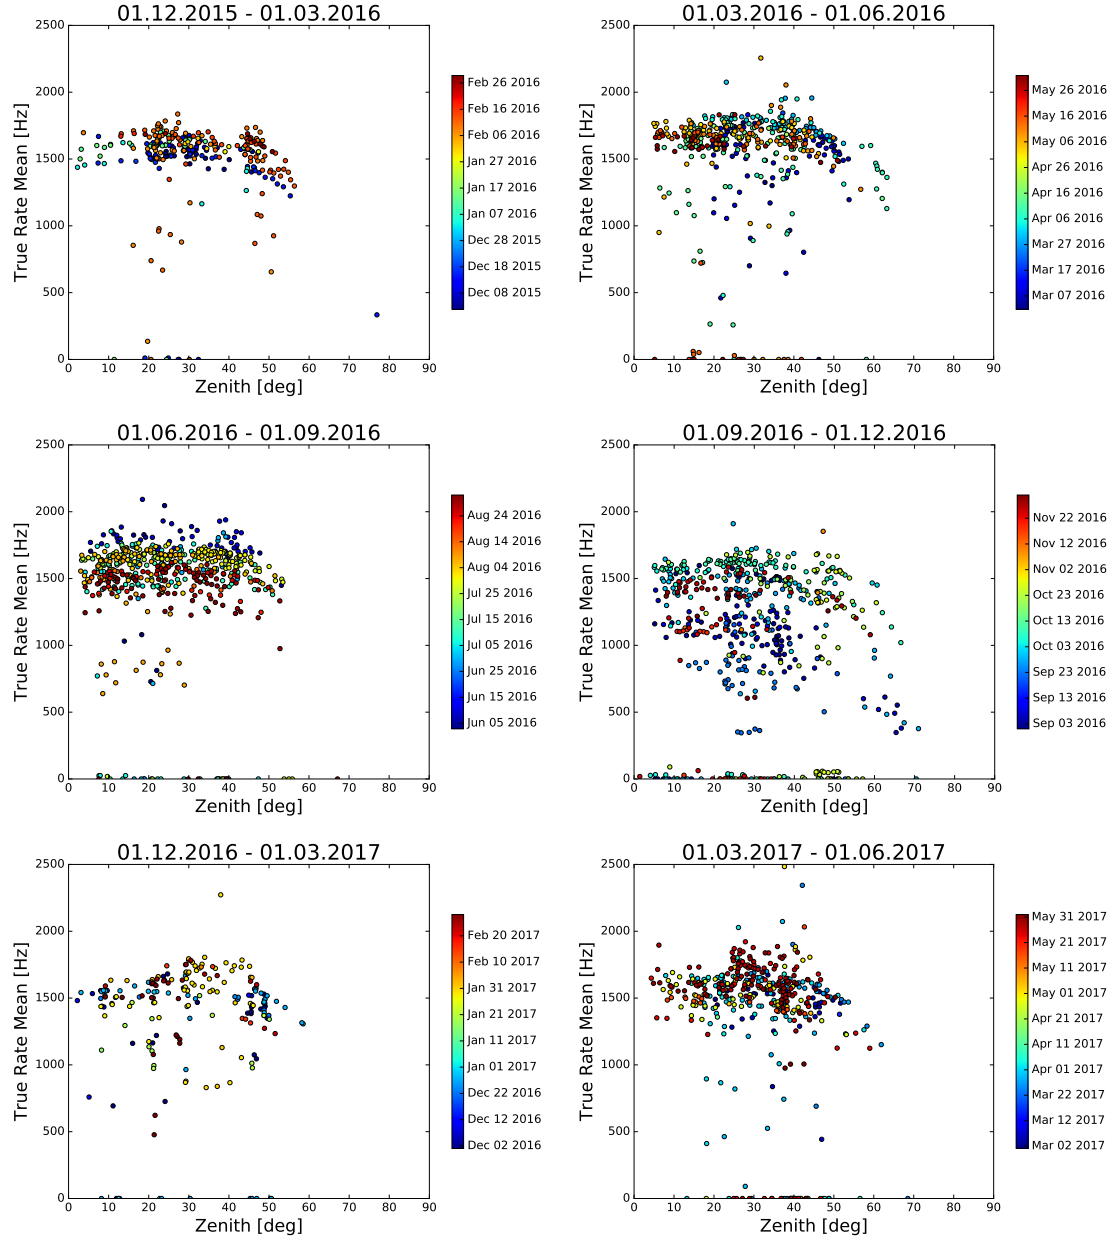 01.12.2015 - 01.03.2016
True Rate Mean [Hz]
2500
2000
1500
1000
500
0
0 10 20 30 40 50 60 70 80 90
Zenith [deg]
Feb 26 2016
Feb 16 2016
Feb 06 2016
Jan 27 2016
Jan 17 2016
Jan 07 2016
Dec 28 2015
Dec 18 2015
Dec 08 2015
01.03.2016 - 01.06.2016
True Rate Mean [Hz]
2500
2000
1500
1000
500
0
0 10 20 30 40 50 60 70 80 90
Zenith [deg]
May 26 2016
May 16 2016
May 06 2016
Apr 26 2016
Apr 16 2016
Apr 06 2016
Mar 27 2016
Mar 17 2016
Mar 07 2016
01.06.2016 - 01.09.2016
True Rate Mean [Hz]
2500
2000
1500
1000
500
0
0 10 20 30 40 50 60 70 80 90
Zenith [deg]
Aug 24 2016
Aug 14 2016
Aug 04 2016
Jul 25 2016
Jul 15 2016
Jul 05 2016
Jun 25 2016
Jun 15 2016
Jun 05 2016
01.09.2016 - 01.12.2016
True Rate Mean [Hz]
2500
2000
1500
1000
500
0
0 10 20 30 40 50 60 70 80 90
Zenith [deg]
Nov 22 2016
Nov 12 2016
Nov 02 2016
Oct 23 2016
Oct 13 2016
Oct 03 2016
Sep 23 2016
Sep 13 2016
Sep 03 2016
01.12.2016 - 01.03.2017
True Rate Mean [Hz]
2500
2000
1500
1000
500
0
0 10 20 30 40 50 60 70 80 90
Zenith [deg]
Feb 20 2017
Feb 10 2017
Jan 31 2017
Jan 21 2017
Jan 11 2017
Jan 01 2017
Dec 22 2016
Dec 12 2016
Dec 02 2016
01.03.2017 - 01.06.2017
True Rate Mean [Hz]
2500
2000
1500
1000
500
0
0 10 20 30 40 50 60 70 80 90
Zenith [deg]
May 31 2017
May 21 2017
May 11 2017
May 01 2017
Apr 21 2017
Apr 11 2017
Apr 01 2017
Mar 22 2017
Mar 12 2017
Mar 02 2017